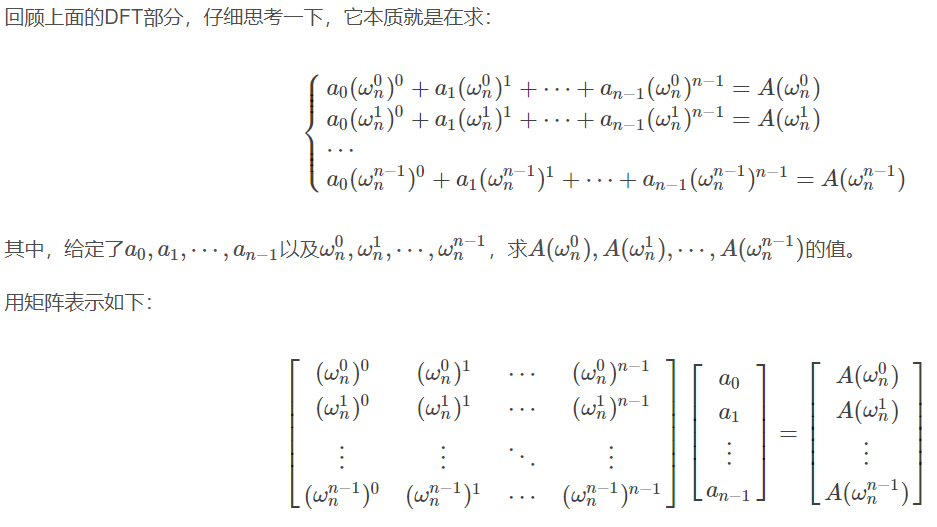 回顾上面的DFT部分，仔细思考一下，它本质就是在求：
$$\begin{cases} a_0(\omega_n^0)^0+a_1(\omega_n^0)^1+\cdots+a_{n-1}(\omega_n^0)^{n-1}=A(\omega_n^0) \\
a_0(\omega_n^1)^0+a_1(\omega_n^1)^1+\cdots+a_{n-1}(\omega_n^1)^{n-1}=A(\omega_n^1) \\
\cdots \\
a_0(\omega_n^{n-1})^0+a_1(\omega_n^{n-1})^1+\cdots+a_{n-1}(\omega_n^{n-1})^{n-1}=A(\omega_n^{n-1}) \end{cases}$$
其中，给定了$a_0,a_1,\cdots,a_{n-1}$以及$\omega_n^0,\omega_n^1,\cdots,\omega_n^{n-1}$，求$A(\omega_n^0),A(\omega_n^1),\cdots,A(\omega_n^{n-1})$的值。
用矩阵表示如下：
$$\begin{bmatrix} (\omega_n^0)^0 & (\omega_n^0)^1 & \cdots & (\omega_n^0)^{n-1} \\ (\omega_n^1)^0 & (\omega_n^1)^1 & \cdots & (\omega_n^1)^{n-1} \\ \vdots & \vdots & \ddots & \vdots \\ (\omega_n^{n-1})^0 & (\omega_n^{n-1})^1 & \cdots & (\omega_n^{n-1})^{n-1} \end{bmatrix} \begin{bmatrix} a_0 \\ a_1 \\ \vdots \\ a_{n-1} \end{bmatrix} = \begin{bmatrix} A(\omega_n^0) \\ A(\omega_n^1) \\ \vdots \\ A(\omega_n^{n-1}) \end{bmatrix}$$